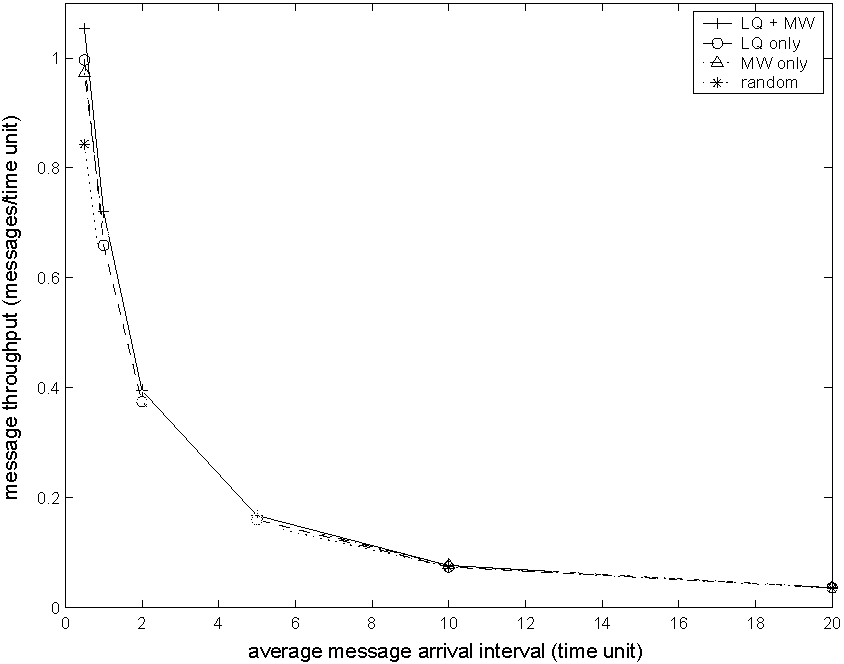 LQ + MW
LQ only
MW only
random
message throughput (messages/time unit)
1
0.8
0.6
0.4
0.2
0
0 2 4 6 8 10 12 14 16 18 20
average message arrival interval (time unit)